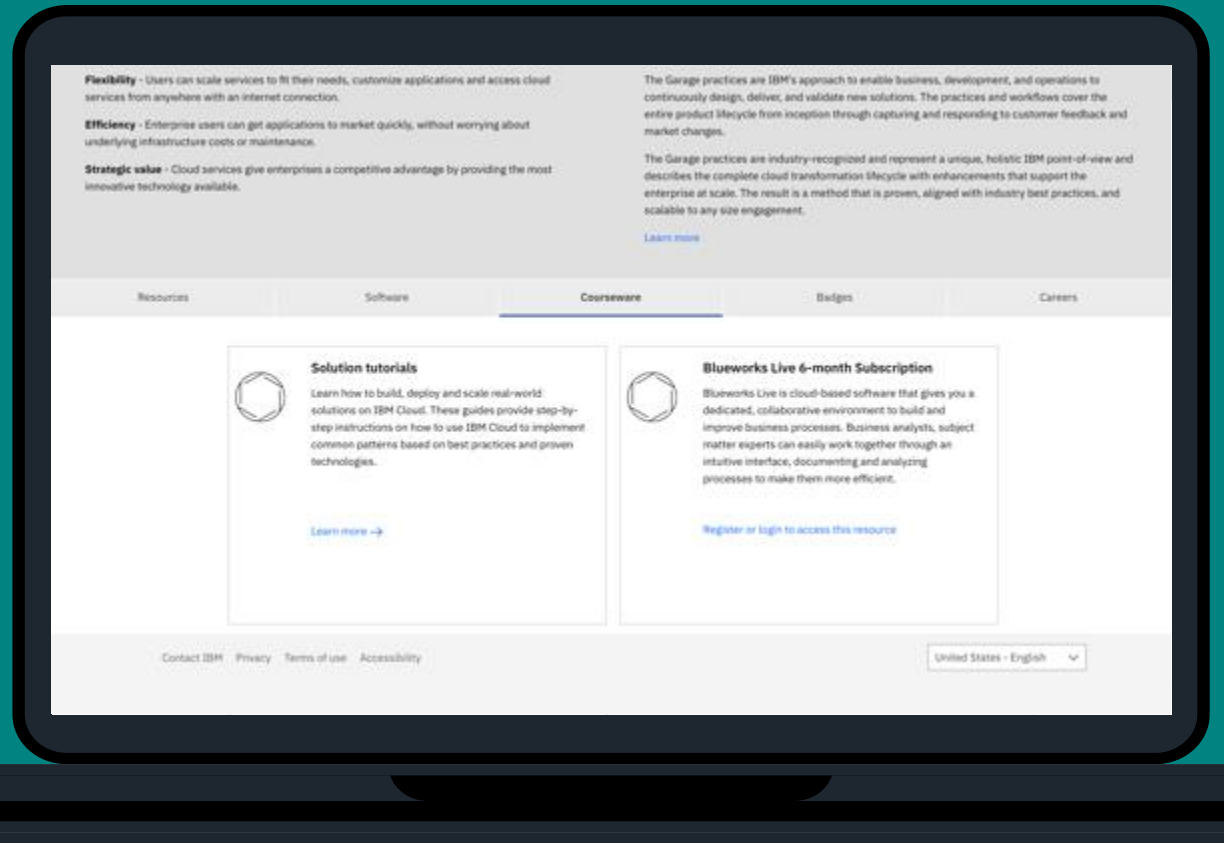 Flexibility - Users can scale services to fit their needs, customize applications and access cloud
services from anywhere with an internet connection.
Efficiency - Enterprise users can get applications to market quickly, without worrying about
underlying infrastructure costs or maintenance.
Strategic value - Cloud services give enterprises a competitive advantage by providing the most
innovative technology available.
The Garage practices are IBM's approach to enable business, development, and operations to
continuously design, deliver, and validate new solutions. The practices and workflows cover the
entire product lifecycle from inception through capturing and responding to customer feedback and
market changes.
The Garage practices are industry-recognized and represent a unique, holistic IBM point-of-view and
describes the complete cloud transformation lifecycle with enhancements that support the
enterprise at scale. The result is a method that is proven, aligned with industry best practices, and
scalable to any size engagement.
Learn more
Resources Software Courseware Badges Careers
Solution tutorials
Learn how to build, deploy and scale real-world
solutions on IBM Cloud. These guides provide step-by-
step instructions on how to use IBM Cloud to implement
common patterns based on best practices and proven
technologies.
Learn more →
Blueworks Live 6-month Subscription
Blueworks Live is cloud-based software that gives you a
dedicated, collaborative environment to build and
improve business processes. Business analysts, subject
matter experts can easily work together through an
intuitive interface, documenting and analyzing
processes to make them more efficient.
Register or login to access this resource
Contact IBM Privacy Terms of use Accessibility
United States - English